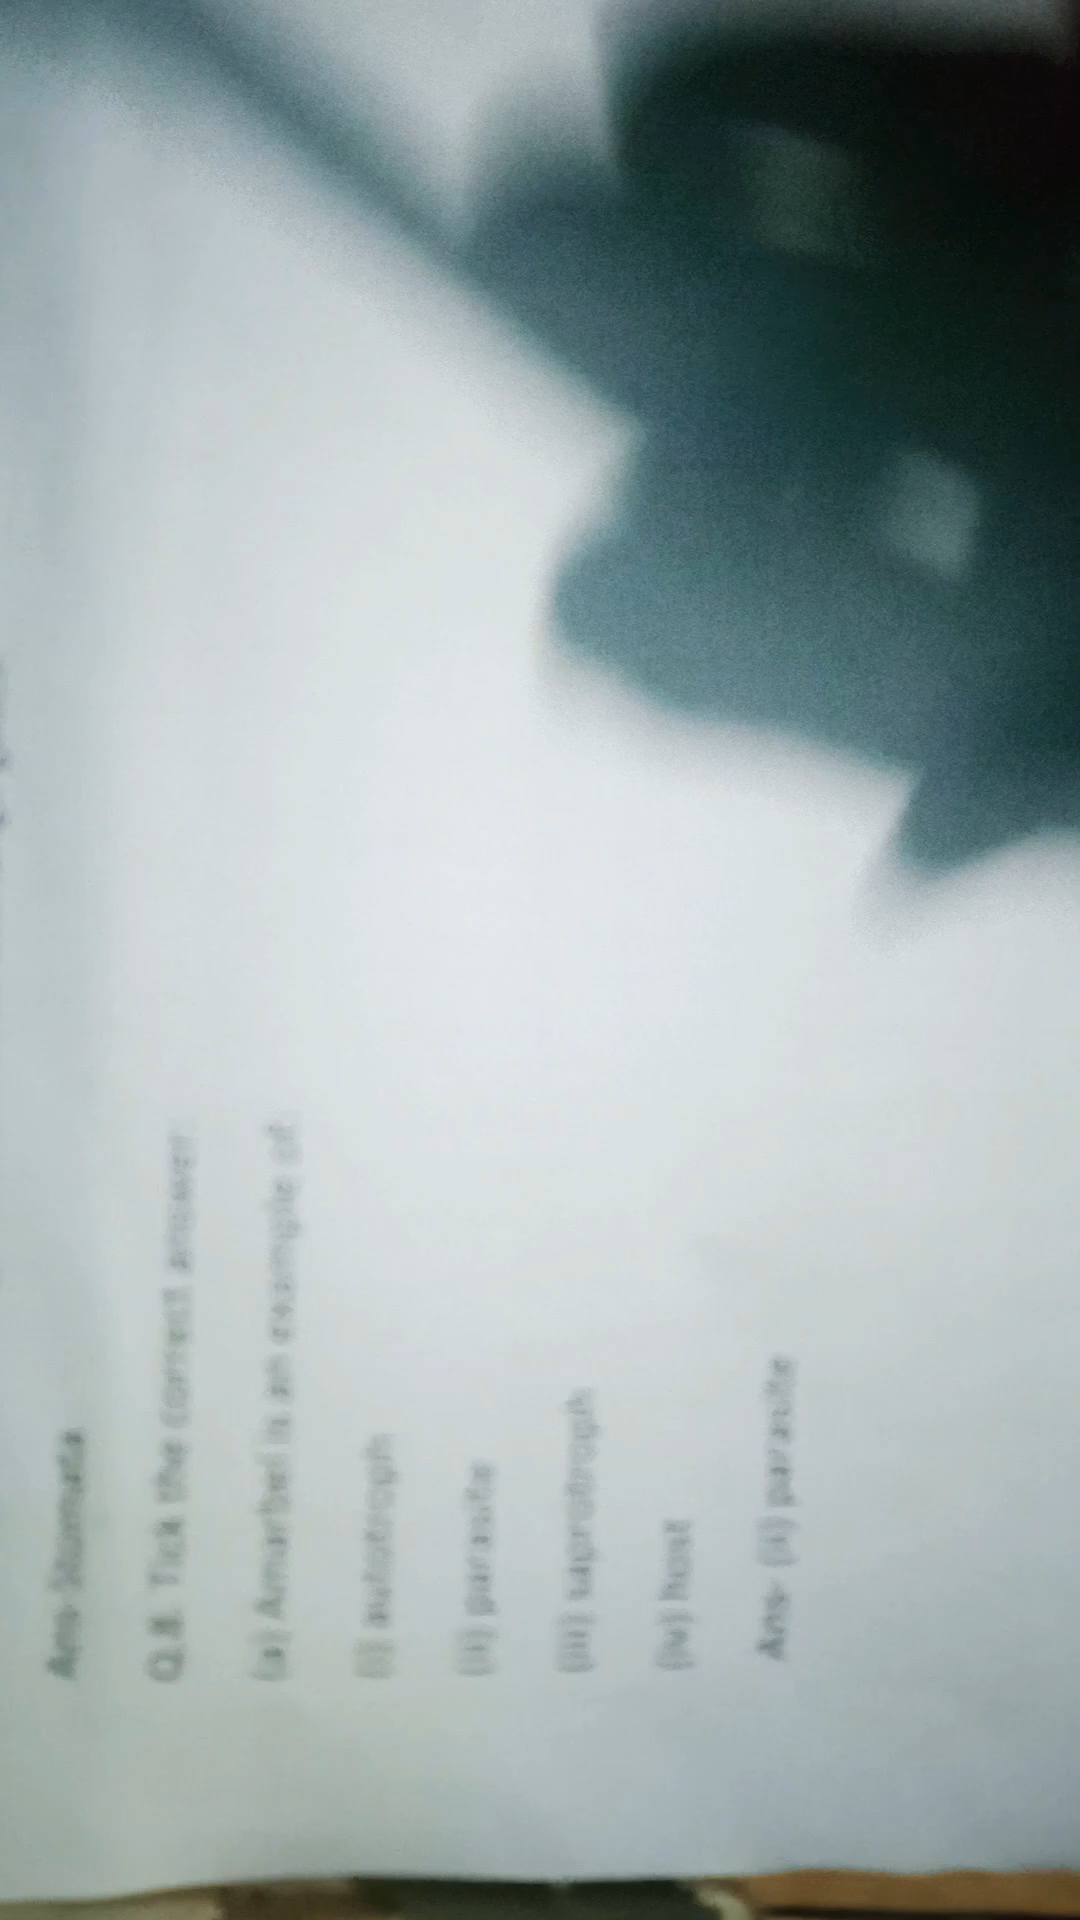 Ans-Stomata
Q.8. Tick the correct answer:
(a) Amarbel is an example of:
(i) autotroph
(ii) parasite
(iii) saprotroph
(iv) host
Ans- (ii) parasite